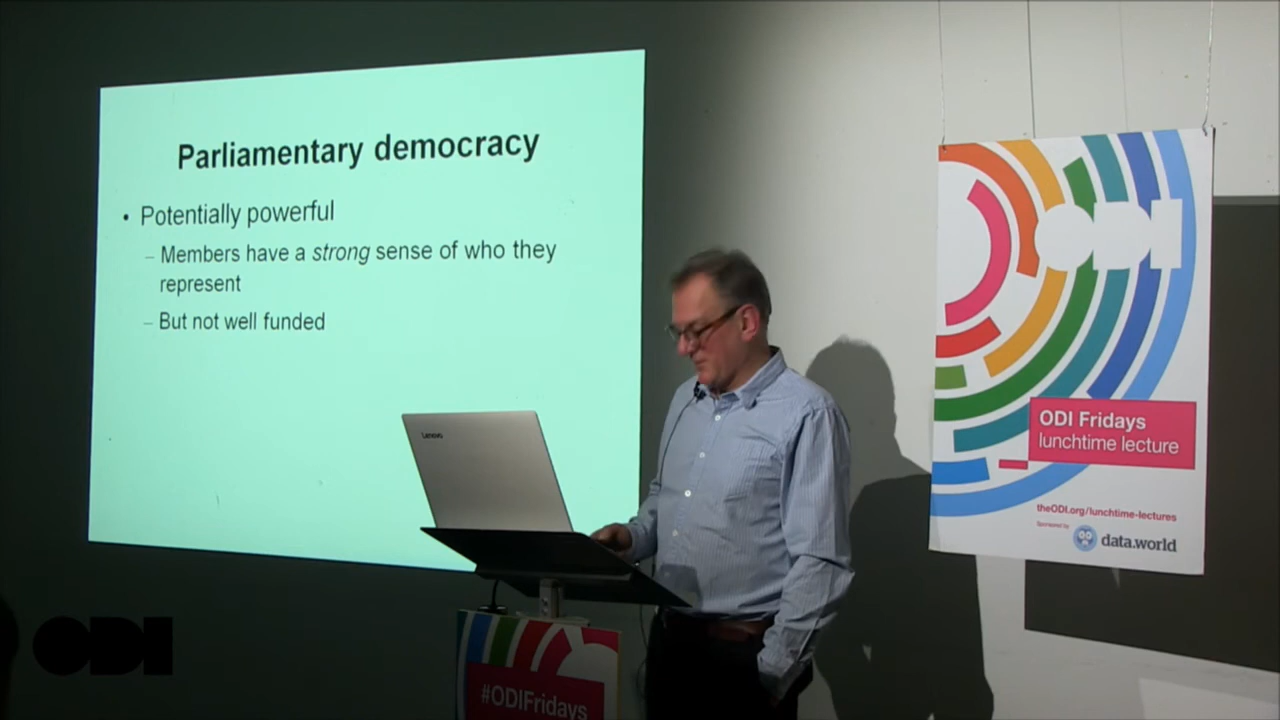 Parliamentary democracy
• Potentially powerful
– Members have a strong sense of who they
represent
– But not well funded
Lenovo
ODI
ODI Fridays
lunchtime lecture
theODI.org/lunchtime-lectures
Sponsored by
data.world
#ODIFridays
ODI